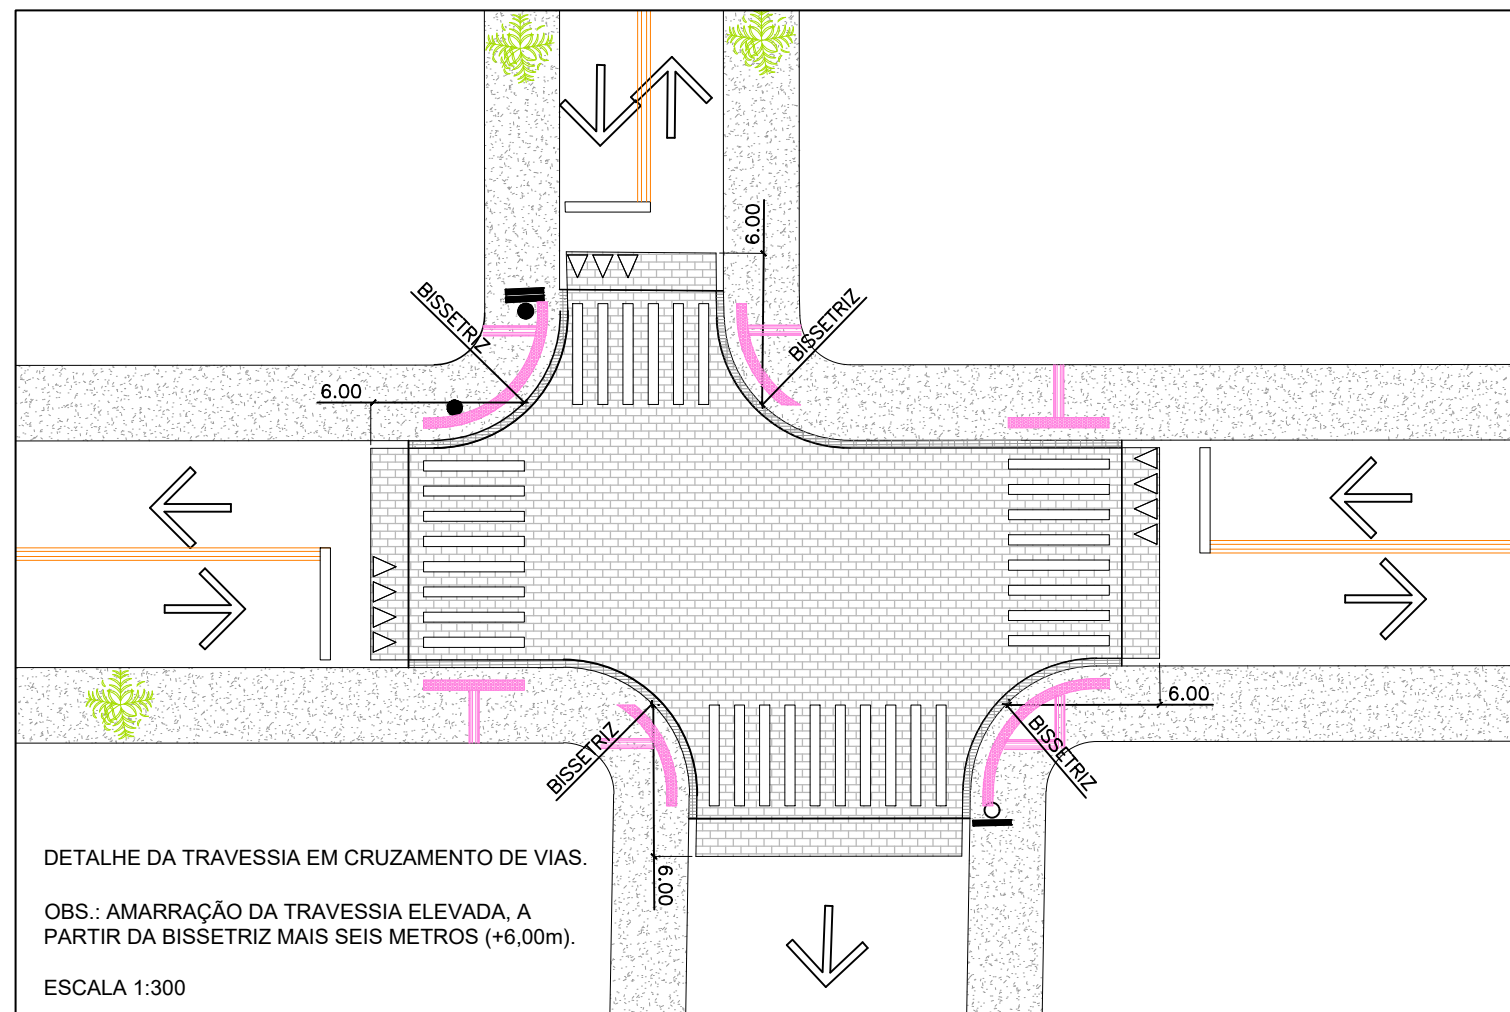 6.00
BISSETRIZ
BISSETRIZ
6.00
6.00
BISSETRIZ
BISSETRIZ
6.00
DETALHE DA TRAVESSIA EM CRUZAMENTO DE VIAS.
OBS.: AMARRAÇÃO DA TRAVESSIA ELEVADA, A
PARTIR DA BISSETRIZ MAIS SEIS METROS (+6,00m).
ESCALA 1:300